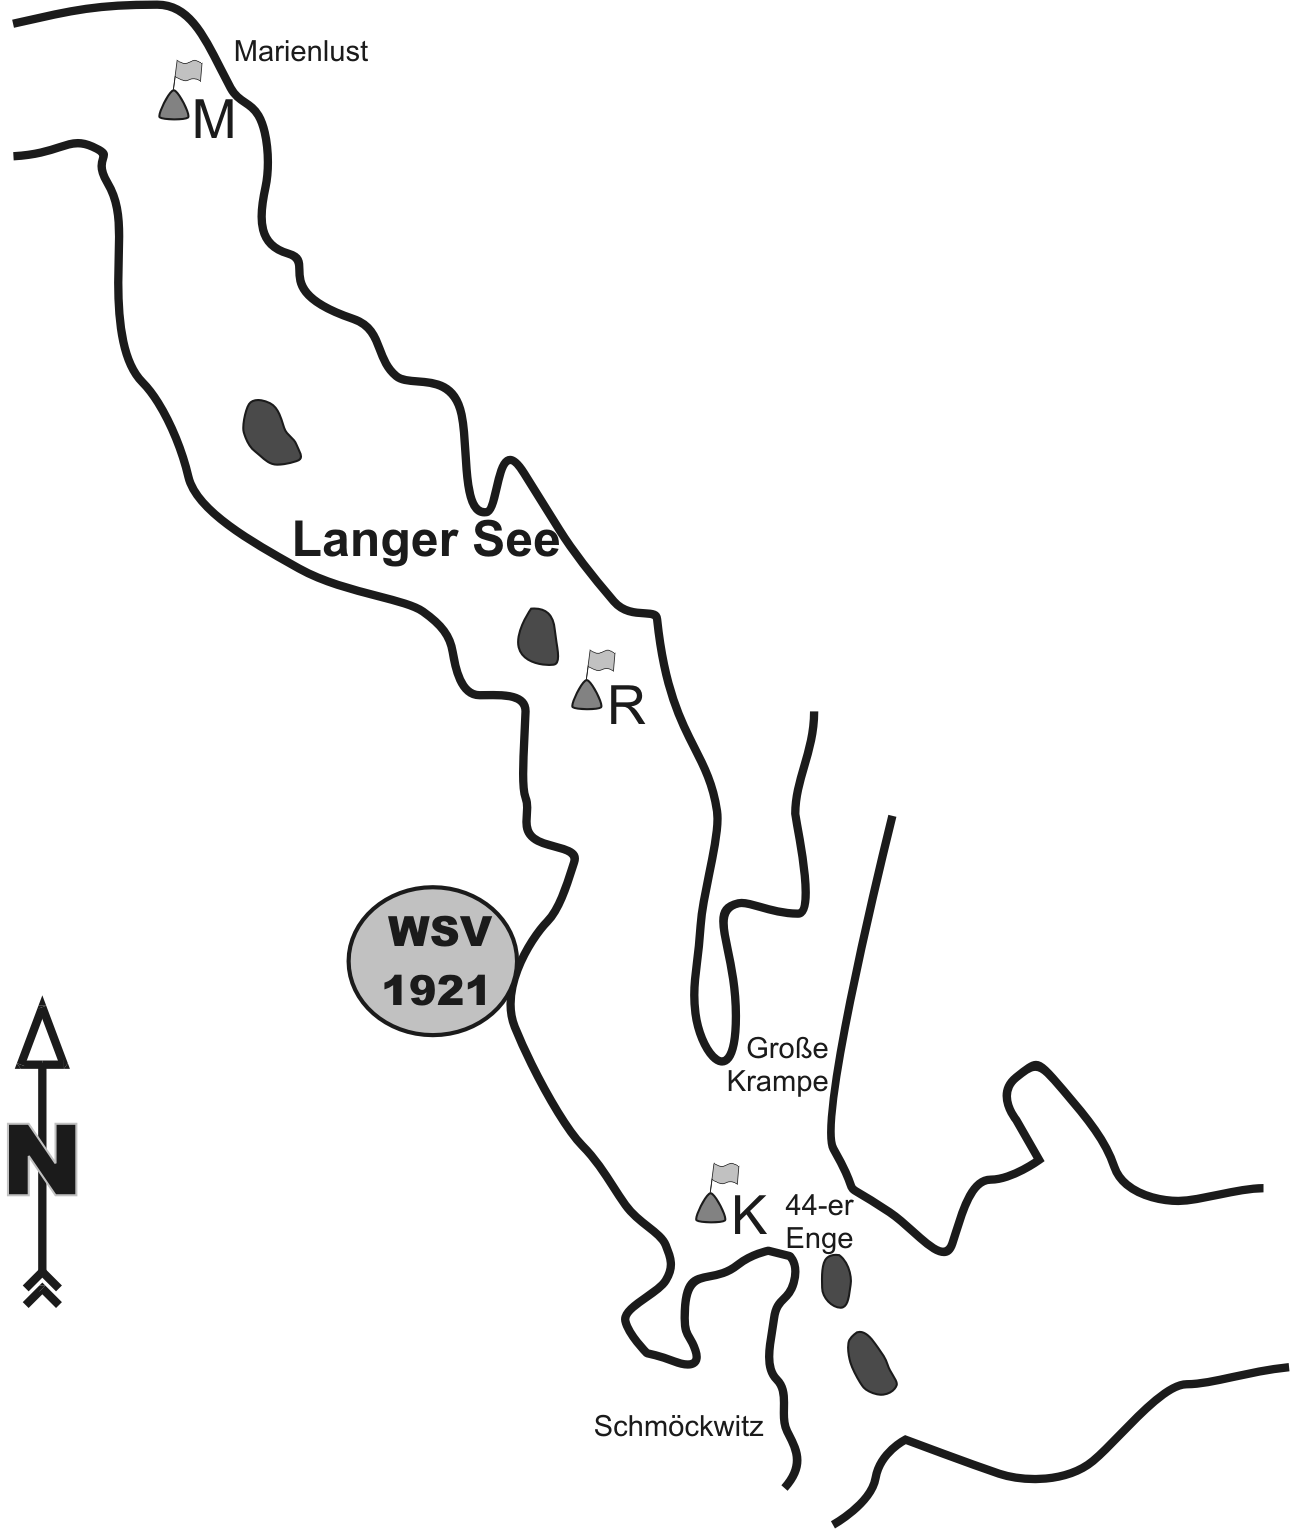 Marienlust
M
Langer See
R
WSV
1921
Große
Krampe
N
K
44-er
Enge
Schmöckwitz